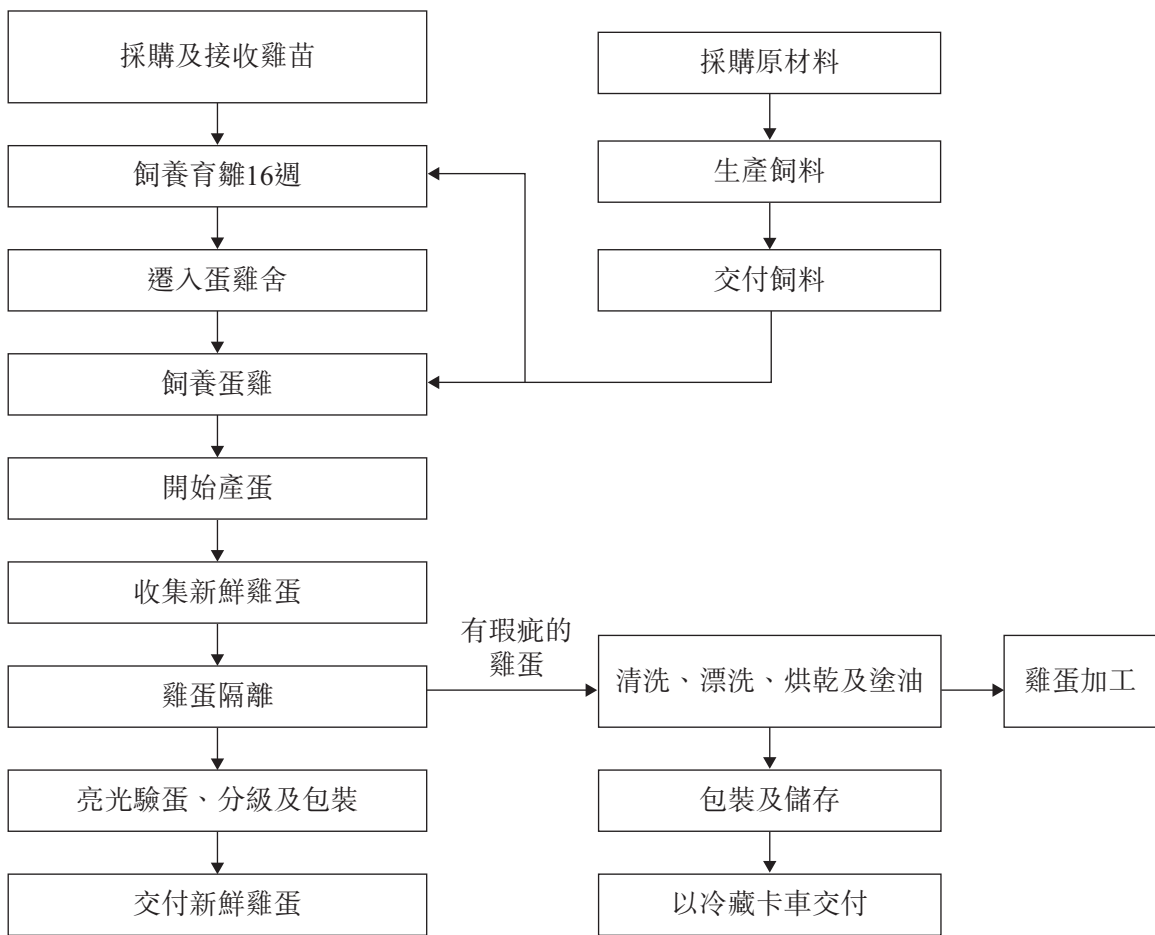 採購及接收雞苗
飼養育雛16週
遷入蛋雞舍
飼養蛋雞
開始產蛋
收集新鮮雞蛋
雞蛋隔離
亮光驗蛋、分級及包裝
交付新鮮雞蛋
採購原材料
生產飼料
交付飼料
有瑕疵的
雞蛋
清洗、漂洗、烘乾及塗油
包裝及儲存
以冷藏卡車交付
雞蛋加工